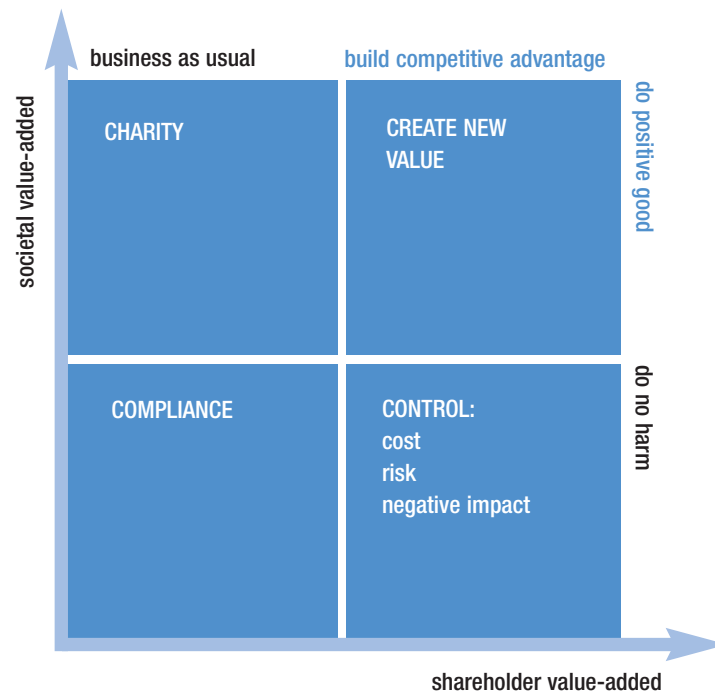 business as usual
build competitive advantage
societal value-added
CHARITY
CREATE NEW
VALUE
do positive good
COMPLIANCE
CONTROL:
cost
risk
negative impact
do no harm
shareholder value-added